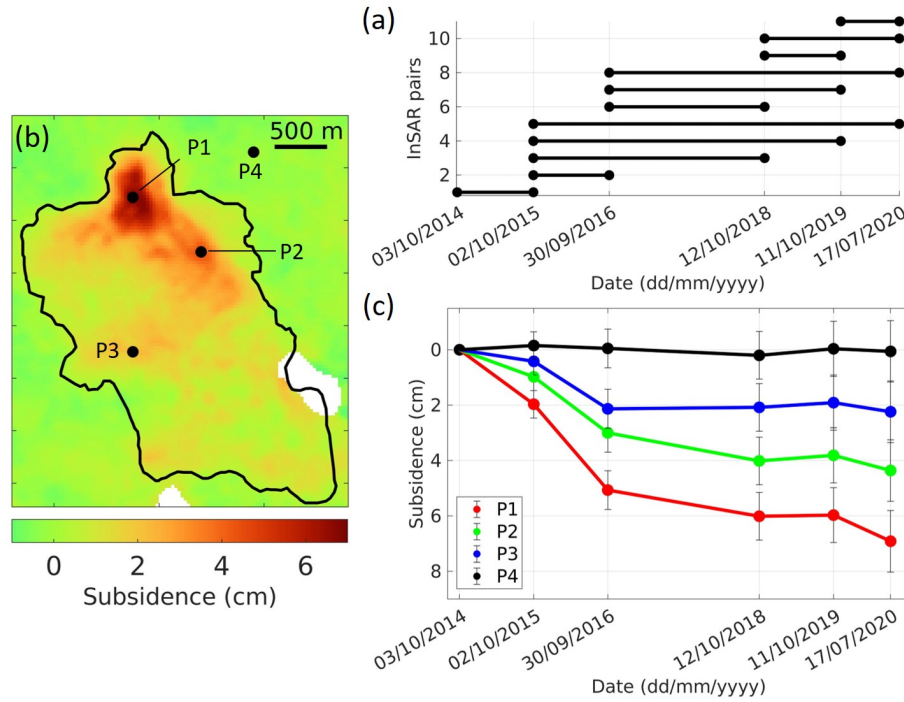 (a)
10
8
6
4
2
InSAR pairs
03/10/2014
02/10/2015
30/09/2016
12/10/2018
11/10/2019
17/07/2020
Date (dd/mm/yyyy)
(b)
500 m
P1
P4
P2
P3
0
2
4
6
Subsidence (cm)
(c)
0
2
4
6
8
Subsidence (cm)
P1
P2
P3
P4
03/10/2014
02/10/2015
30/09/2016
12/10/2018
11/10/2019
17/07/2020
Date (dd/mm/yyyy)